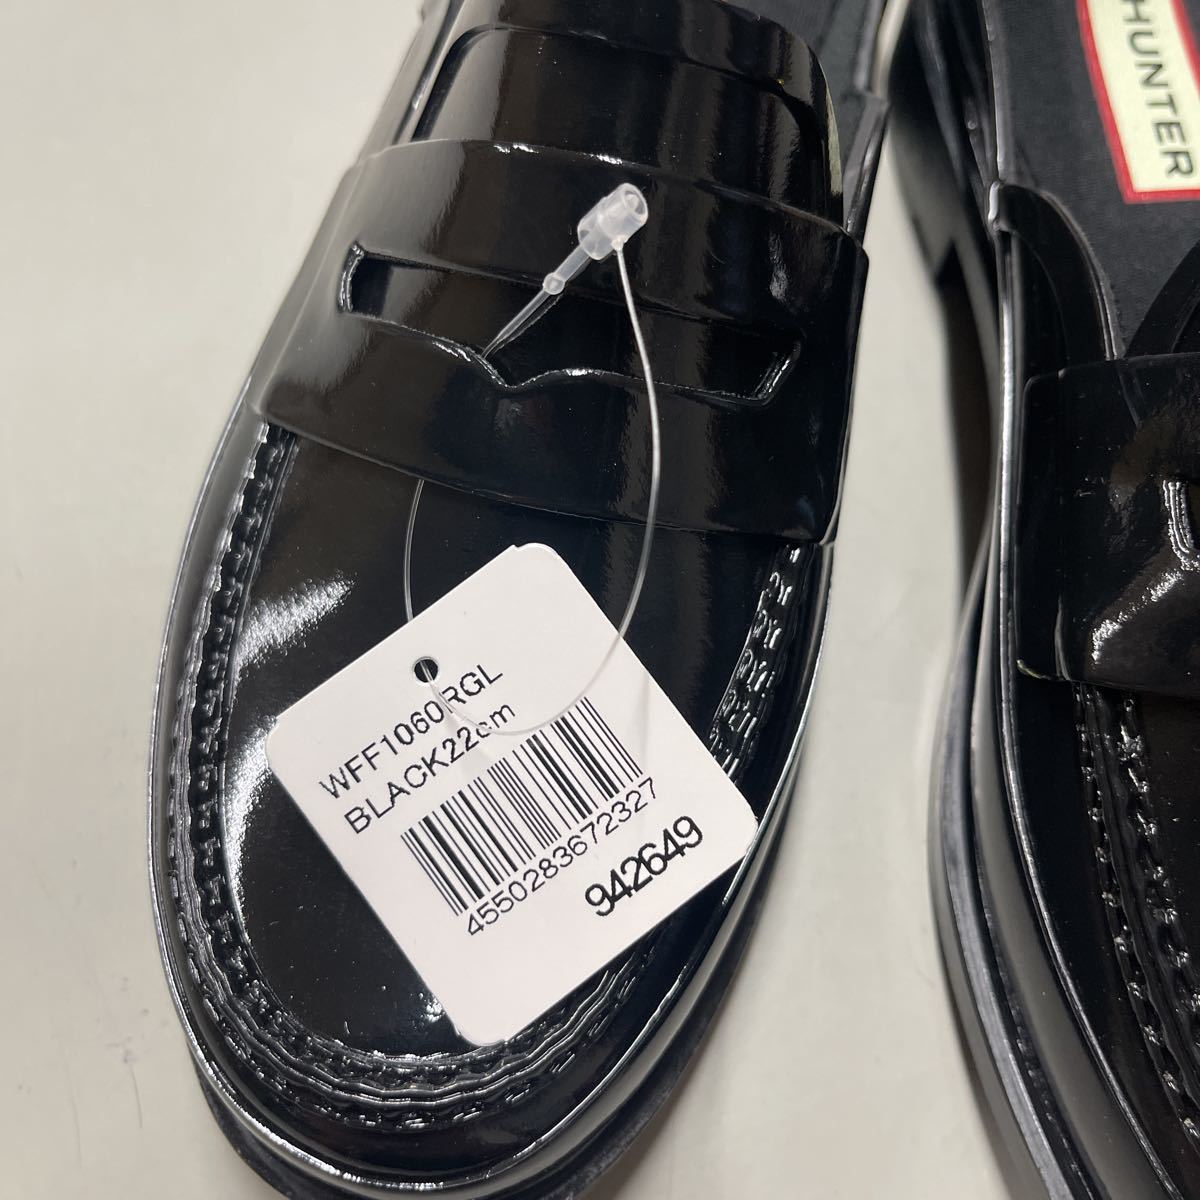 HUNTER
WFF1060RGL
BLACK22cm
4550283672327
942649